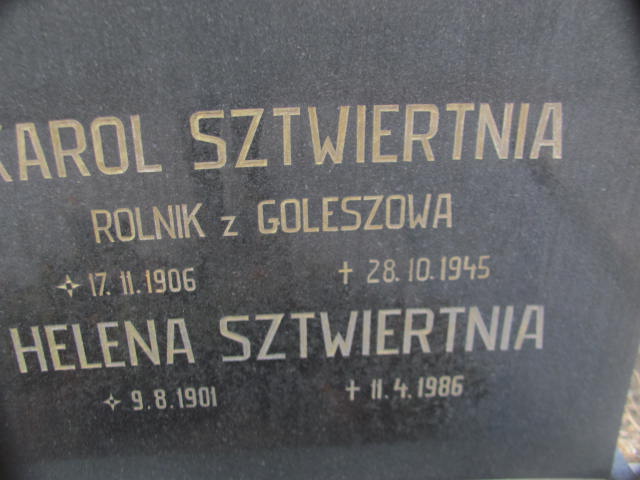 KAROL SZTWIERTNIA
ROLNIK z GOLESZOWA
17. 11. 1906 † 28. 10. 1945
HELENA SZTWIERTNIA
9. 8. 1901 † 11. 4. 1986